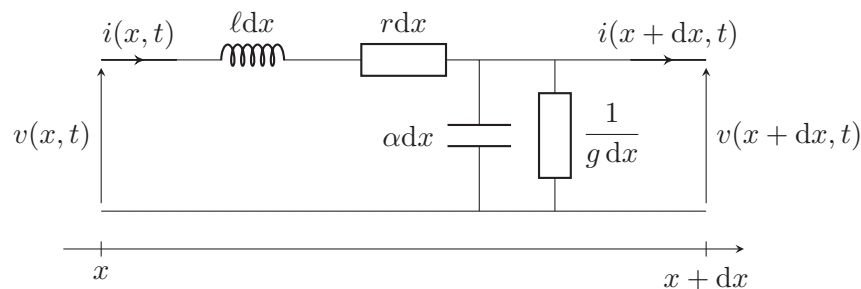 i(x, t)
ℓdx
rdx
i(x + dx, t)
v(x, t)
αdx
1
g dx
v(x + dx, t)
x
x + dx